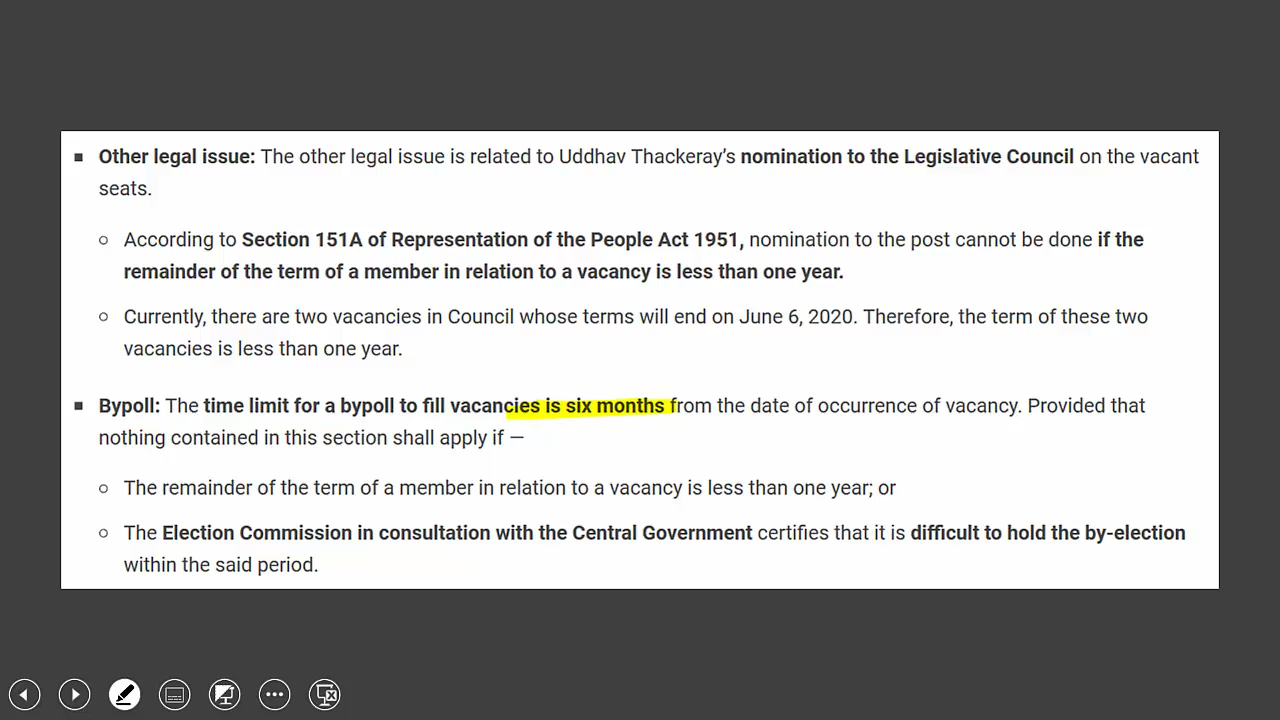 Other legal issue: The other legal issue is related to Uddhav Thackeray's nomination to the Legislative Council on the vacant
seats.
According to Section 151A of Representation of the People Act 1951, nomination to the post cannot be done if the
remainder of the term of a member in relation to a vacancy is less than one year.
Currently, there are two vacancies in Council whose terms will end on June 6, 2020. Therefore, the term of these two
vacancies is less than one year.
Bypoll: The time limit for a bypoll to fill vacancies is six months from the date of occurrence of vacancy. Provided that
nothing contained in this section shall apply if —
The remainder of the term of a member in relation to a vacancy is less than one year; or
The Election Commission in consultation with the Central Government certifies that it is difficult to hold the by-election
within the said period.